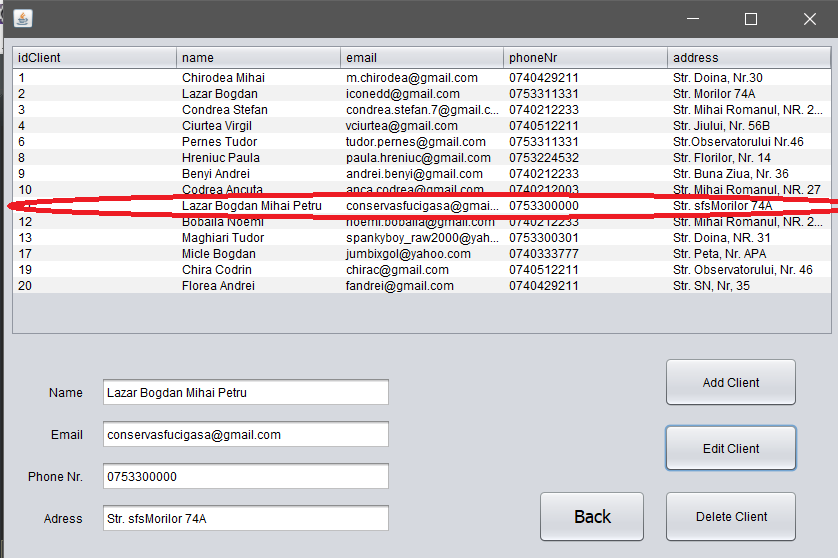 idClient name email phoneNr address
1 Chirodea Mihai m.chirodea@gmail.com 0740429211 Str. Doina, Nr.30
2 Lazar Bogdan iconedd@gmail.com 0753311331 Str. Morilor 74A
3 Condrea Stefan condrea.stefan.7@gmail.c... 0740212233 Str. Mihai Romanul, NR. 2...
4 Ciurtea Virgil vciurtea@gmail.com 0740512211 Str. Jiului, Nr. 56B
6 Pernes Tudor tudor.pernes@gmail.com 0753311331 Str.Observatorului Nr.46
8 Hreniuc Paula paula.hreniuc@gmail.com 0753224532 Str. Florilor, Nr. 14
9 Benyi Andrei andrei.benyi@gmail.com 0740212233 Str. Buna Ziua, Nr. 36
10 Codrea Ancuta anca.codrea@gmail.com 0740212003 Str. Mihai Romanul, NR. 27
Lazar Bogdan Mihai Petru conservasfucigasa@gmai... 0753300000 Str. sfsMorilor 74A
12 Boballa Noemi noemi.boballa@gmail.com 0740212233 Str. Mihai Romanul, NR. 2...
13 Maghiari Tudor spankyboy_raw2000@yah... 0753300301 Str. Doina, NR. 31
17 Micle Bogdan jumbixgol@yahoo.com 0740333777 Str. Peta, Nr. APA
19 Chira Codrin chirac@gmail.com 0740512211 Str. Observatorului, Nr. 46
20 Florea Andrei fandrei@gmail.com 0740429211 Str. SN, Nr, 35
Name Lazar Bogdan Mihai Petru
Email conservasfucigasa@gmail.com
Phone Nr. 0753300000
Adress Str. sfsMorilor 74A
Add Client
Edit Client
Back Delete Client